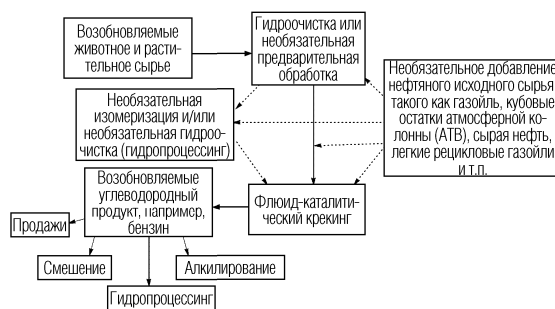 Возобновляемые
животное и расти-
тельное сырье
Гидроочистка или
необязательная
предварительная
обработка
Необязательное добавление
нефтяного исходного сырья
такого как газойль, кубовые
остатки атмосферной ко-
лонны (АТВ), сырая нефть,
легкие рецикловые газойли
и т.п.
Необязательная
изомеризация и/или
необязательная гидроо-
чистка (гидропроцессинг)
Возобновляемые
углеводородный
продукт, например,
бензин
Флюид-каталити-
ческий крекинг
Продажи
Смешение
Алкилирование
Гидропроцессинг